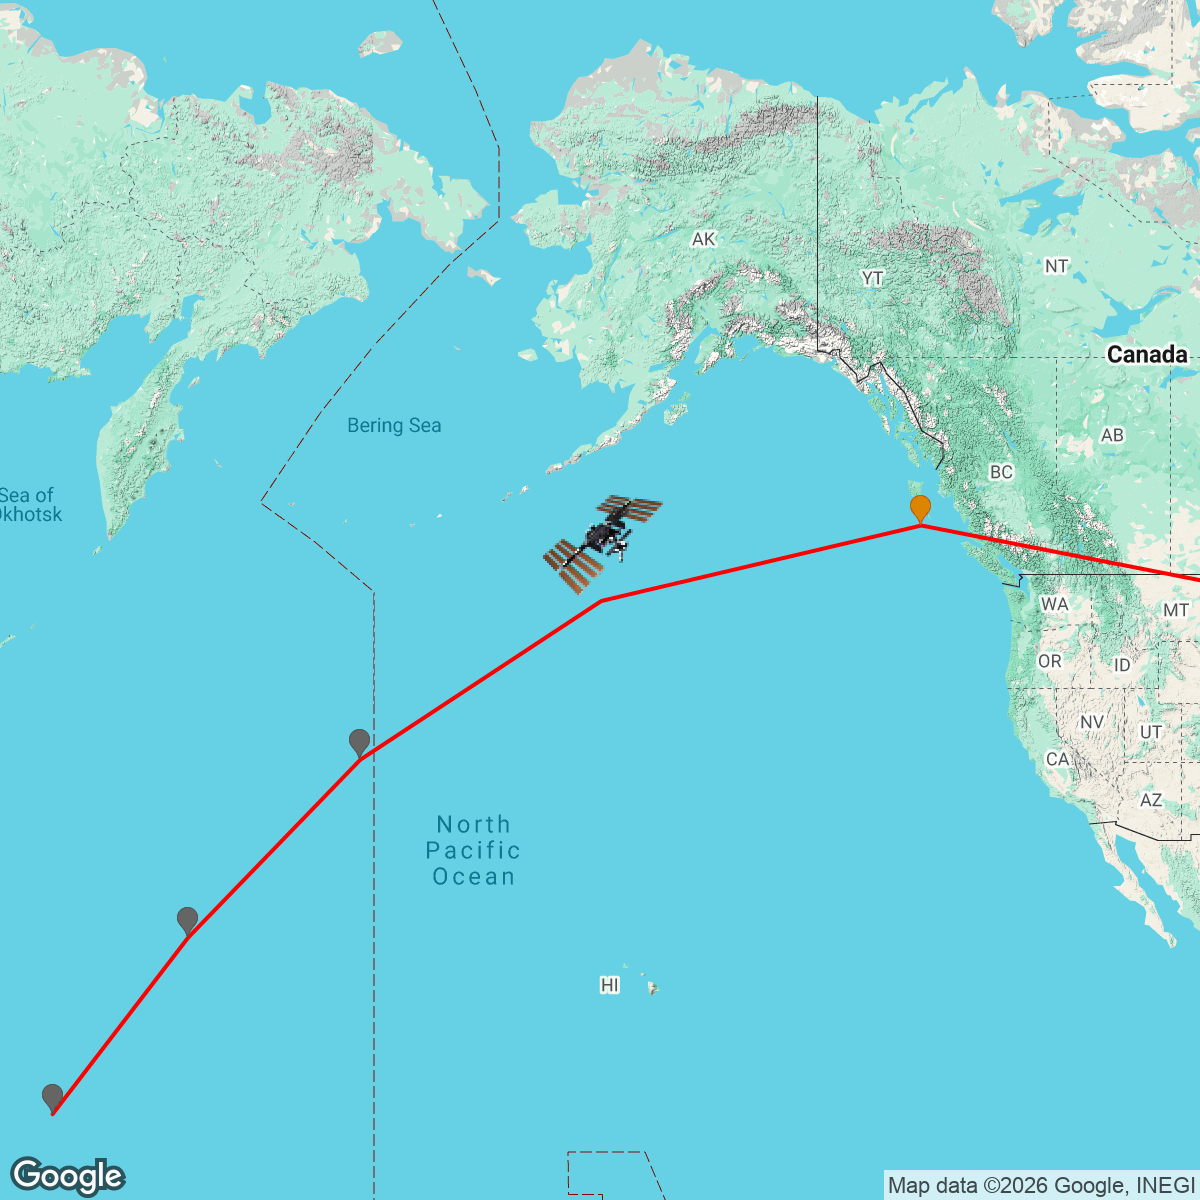 AK
YT
NT
Canada
Bering Sea
AB
BC
Sea of
Okhotsk
WA
MT
OR
ID
NV
UT
CA
AZ
North
Pacific
Ocean
HI
Google
Map data ©2026 Google, INEGI